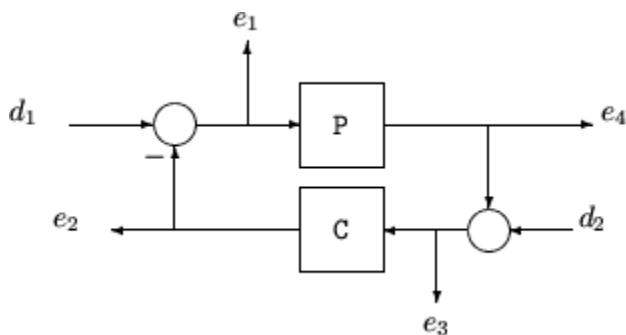 e₁
d₁ P e₄
−
e₂ C d₂
e₃